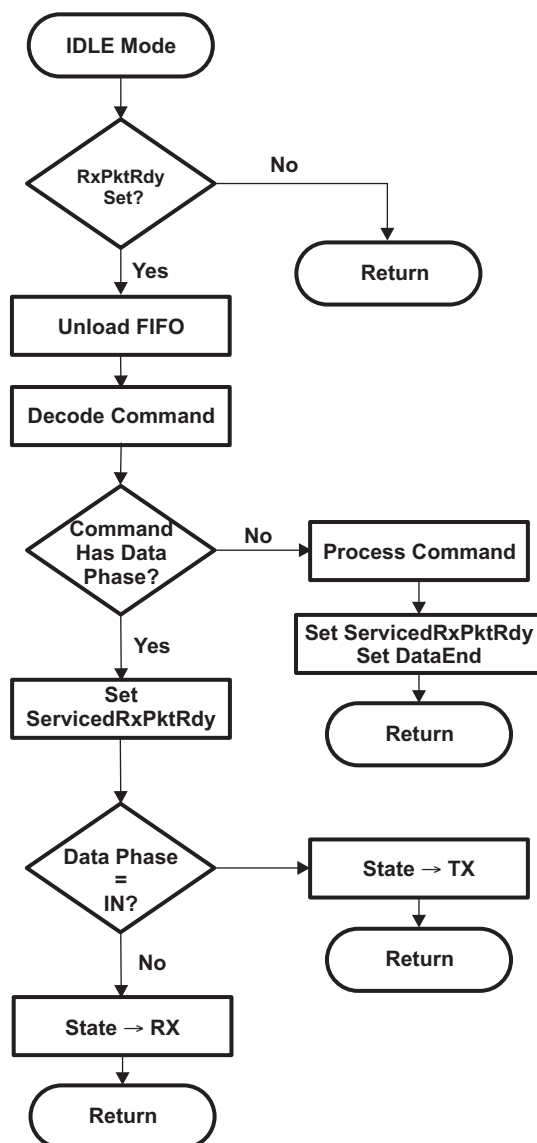 IDLE Mode
RxPktRdy
Set?
No
Return
Yes
Unload FIFO
Decode Command
Command
Has Data
Phase?
No
Process Command
Set ServicedRxPktRdy
Set DataEnd
Return
Yes
Set
ServicedRxPktRdy
Data Phase
=
IN?
State → TX
Return
No
State → RX
Return